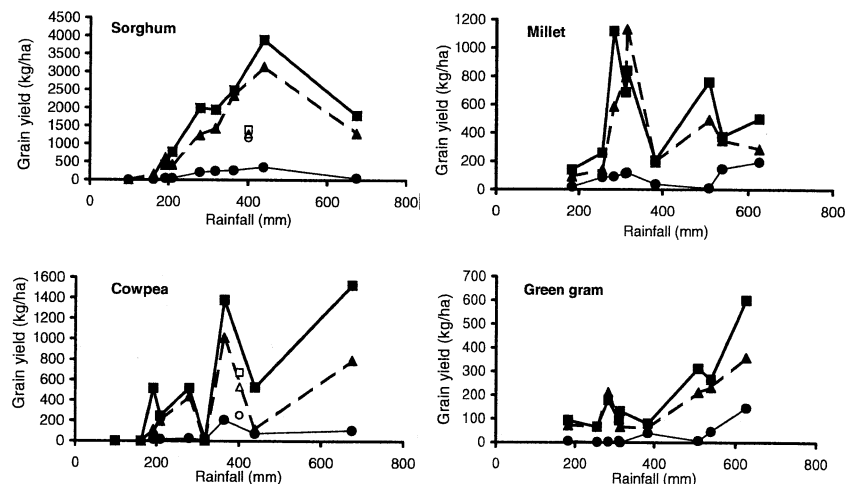 Sorghum
Grain yield (kg/ha)
4500
4000
3500
3000
2500
2000
1500
1000
500
0
0 200 400 600 800
Rainfall (mm)
Millet
Grain yield (kg/ha)
1200
1000
800
600
400
200
0
0 200 400 600 800
Rainfall (mm)
Cowpea
Grain yield (kg/ha)
1600
1400
1200
1000
800
600
400
200
0
0 200 400 600 800
Rainfall (mm)
Green gram
Grain yield (kg/ha)
700
600
500
400
300
200
100
0
0 200 400 600 800
Rainfall (mm)